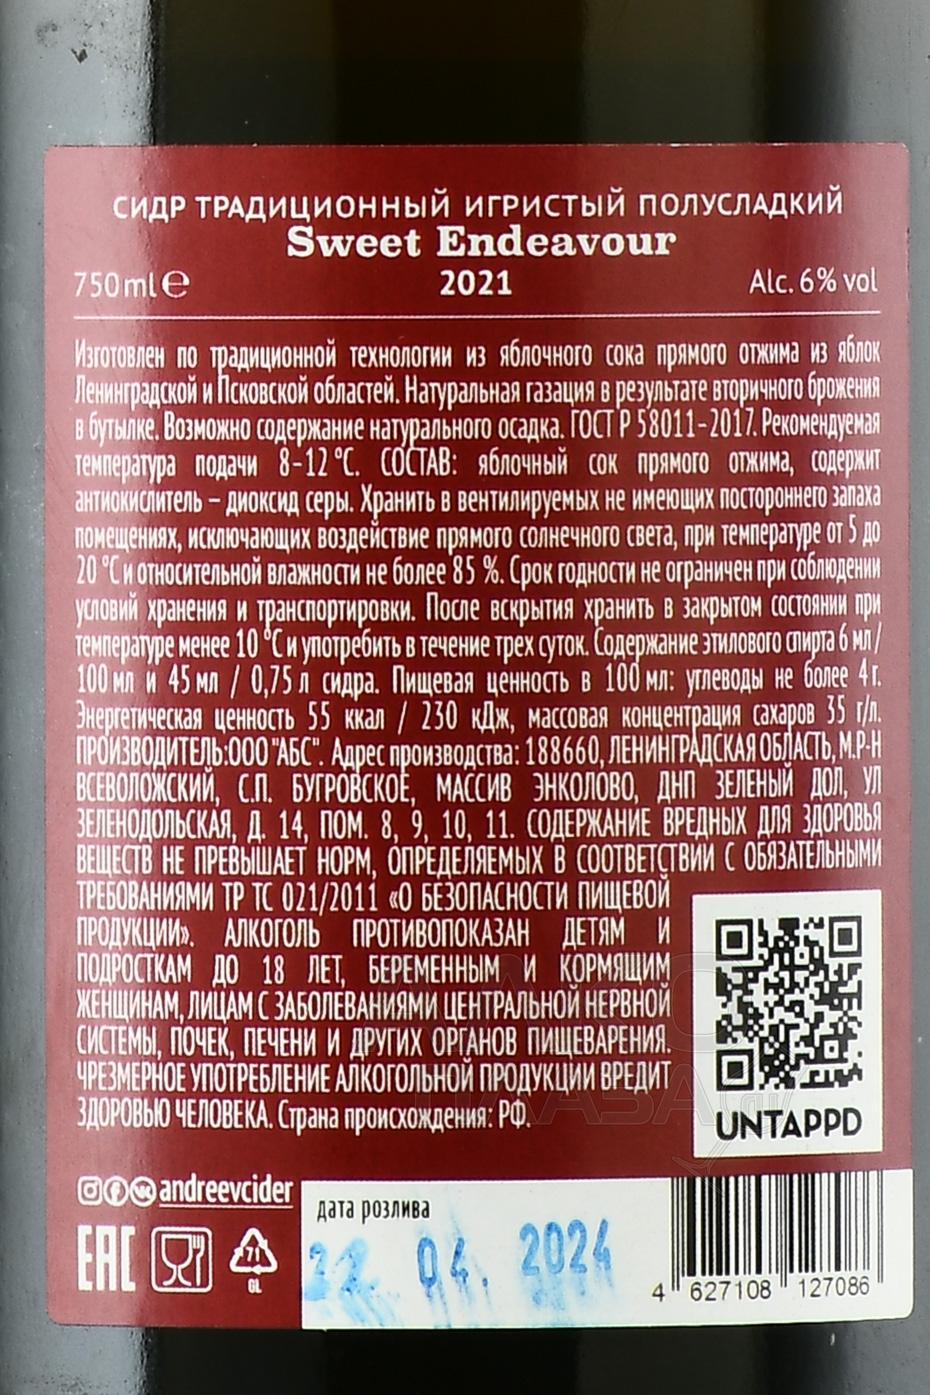 СИДР ТРАДИЦИОННЫЙ ИГРИСТЫЙ ПОЛУСЛАДКИЙ
Sweet Endeavour
750ml℮ 2021 Alc. 6% vol
Изготовлен по традиционной технологии из яблочного сока прямого отжима из яблок
Ленинградской и Псковской областей. Натуральная газация в результате вторичного брожения
в бутылке. Возможно содержание натурального осадка. ГОСТ Р 58011-2017. Рекомендуемая
температура подачи 8-12 °С. СОСТАВ: яблочный сок прямого отжима, содержит
антиокислитель – диоксид серы. Хранить в вентилируемых не имеющих постороннего запаха
помещениях, исключающих воздействие прямого солнечного света, при температуре от 5 до
20 °С и относительной влажности не более 85 %. Срок годности не ограничен при соблюдении
условий хранения и транспортировки. После вскрытия хранить в закрытом состоянии при
температуре менее 10 °С и употребить в течение трех суток. Содержание этилового спирта 6 мл /
100 мл и 45 мл / 0,75 л сидра. Пищевая ценность в 100 мл: углеводы не более 4 г.
Энергетическая ценность 55 ккал / 230 кДж, массовая концентрация сахаров 35 г/л.
ПРОИЗВОДИТЕЛЬ:ООО "АБС". Адрес производства: 188660, ЛЕНИНГРАДСКАЯ ОБЛАСТЬ, М.Р-Н
ВСЕВОЛОЖСКИЙ, С.П. БУГРОВСКОЕ, МАССИВ ЭНКОЛОВО, ДНП ЗЕЛЕНЫЙ ДОЛ, УЛ
ЗЕЛЕНОДОЛЬСКАЯ, Д. 14, ПОМ. 8, 9, 10, 11. СОДЕРЖАНИЕ ВРЕДНЫХ ДЛЯ ЗДОРОВЬЯ
ВЕЩЕСТВ НЕ ПРЕВЫШАЕТ НОРМ, ОПРЕДЕЛЯЕМЫХ В СООТВЕТСТВИИ С ОБЯЗАТЕЛЬНЫМИ
ТРЕБОВАНИЯМИ ТР ТС 021/2011 «О БЕЗОПАСНОСТИ ПИЩЕВОЙ
ПРОДУКЦИИ». АЛКОГОЛЬ ПРОТИВОПОКАЗАН ДЕТЯМ И
ПОДРОСТКАМ ДО 18 ЛЕТ, БЕРЕМЕННЫМ И КОРМЯЩИМ
ЖЕНЩИНАМ, ЛИЦАМ С ЗАБОЛЕВАНИЯМИ ЦЕНТРАЛЬНОЙ НЕРВНОЙ
СИСТЕМЫ, ПОЧЕК, ПЕЧЕНИ И ДРУГИХ ОРГАНОВ ПИЩЕВАРЕНИЯ.
ЧРЕЗМЕРНОЕ УПОТРЕБЛЕНИЕ АЛКОГОЛЬНОЙ ПРОДУКЦИИ ВРЕДИТ
ЗДОРОВЬЮ ЧЕЛОВЕКА. Страна происхождения: РФ.
UNTAPPD
andreevcider
дата розлива
04. 2024
EAC
71
GL
4 627108 127086